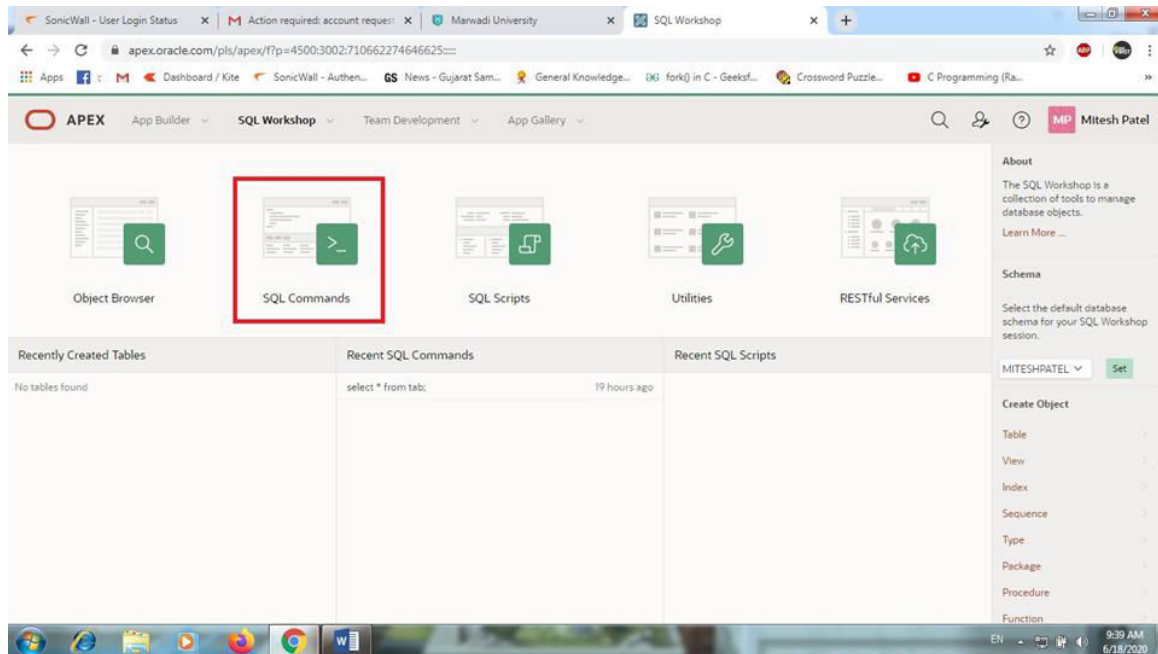 SonicWall - User Login Status
Action required: account request
Marwadi University
SQL Workshop
apex.oracle.com/pls/apex/f?p=4500:3002:710662274646625:::::
ABP
Apps
Dashboard / Kite
SonicWall - Authen...
GS News - Gujarat Sam...
General Knowledge...
fork() in C - Geeksf...
Crossword Puzzle...
C Programming (Ra...
»
APEX
App Builder
SQL Workshop
Team Development
App Gallery
MP Mitesh Patel
Object Browser
SQL Commands
SQL Scripts
Utilities
RESTful Services
Recently Created Tables
Recent SQL Commands
Recent SQL Scripts
No tables found
select * from tab;
19 hours ago
About
The SQL Workshop is a
collection of tools to manage
database objects.
Learn More ...
Schema
Select the default database
schema for your SQL Workshop
session.
MITESHPATEL
Set
Create Object
Table
View
Index
Sequence
Type
Package
Procedure
Function
EN
9:39 AM
6/18/2020